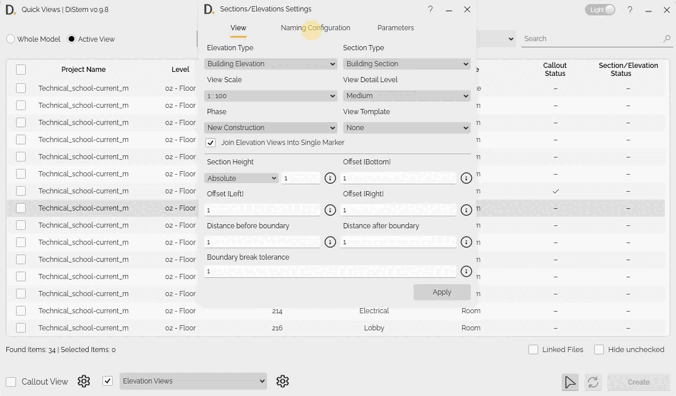 D. Quick Views | DiStem v0.9.8
Light
?
Whole Model
Active View
Search
Project Name
Level
Callout Status
Section/Elevation Status
Technical_school-current_m 02 - Floor – –
Technical_school-current_m 02 - Floor – –
Technical_school-current_m 02 - Floor – –
Technical_school-current_m 02 - Floor – –
Technical_school-current_m 02 - Floor – –
Technical_school-current_m 02 - Floor – –
Technical_school-current_m 02 - Floor –
Technical_school-current_m 02 - Floor – –
Technical_school-current_m 02 - Floor – –
Technical_school-current_m 02 - Floor – –
Technical_school-current_m 02 - Floor – –
Technical_school-current_m 02 - Floor – –
Technical_school-current_m 02 - Floor – –
Technical_school-current_m 02 - Floor 214 Electrical Room – –
Technical_school-current_m 02 - Floor 216 Lobby Room – –
Found Items: 34 | Selected Items: 0
Linked Files
Hide unchecked
Callout View
Elevation Views
Create
D. Sections/Elevations Settings
?
View
Naming Configuration
Parameters
Elevation Type
Section Type
Building Elevation
Building Section
View Scale
View Detail Level
1 : 100
Medium
Phase
View Template
New Construction
None
Join Elevation Views Into Single Marker
Section Height
Offset [Bottom]
Absolute
1
1
Offset [Left]
Offset [Right]
1
1
Distance before boundary
Distance after boundary
1
1
Boundary break tolerance
1
Apply